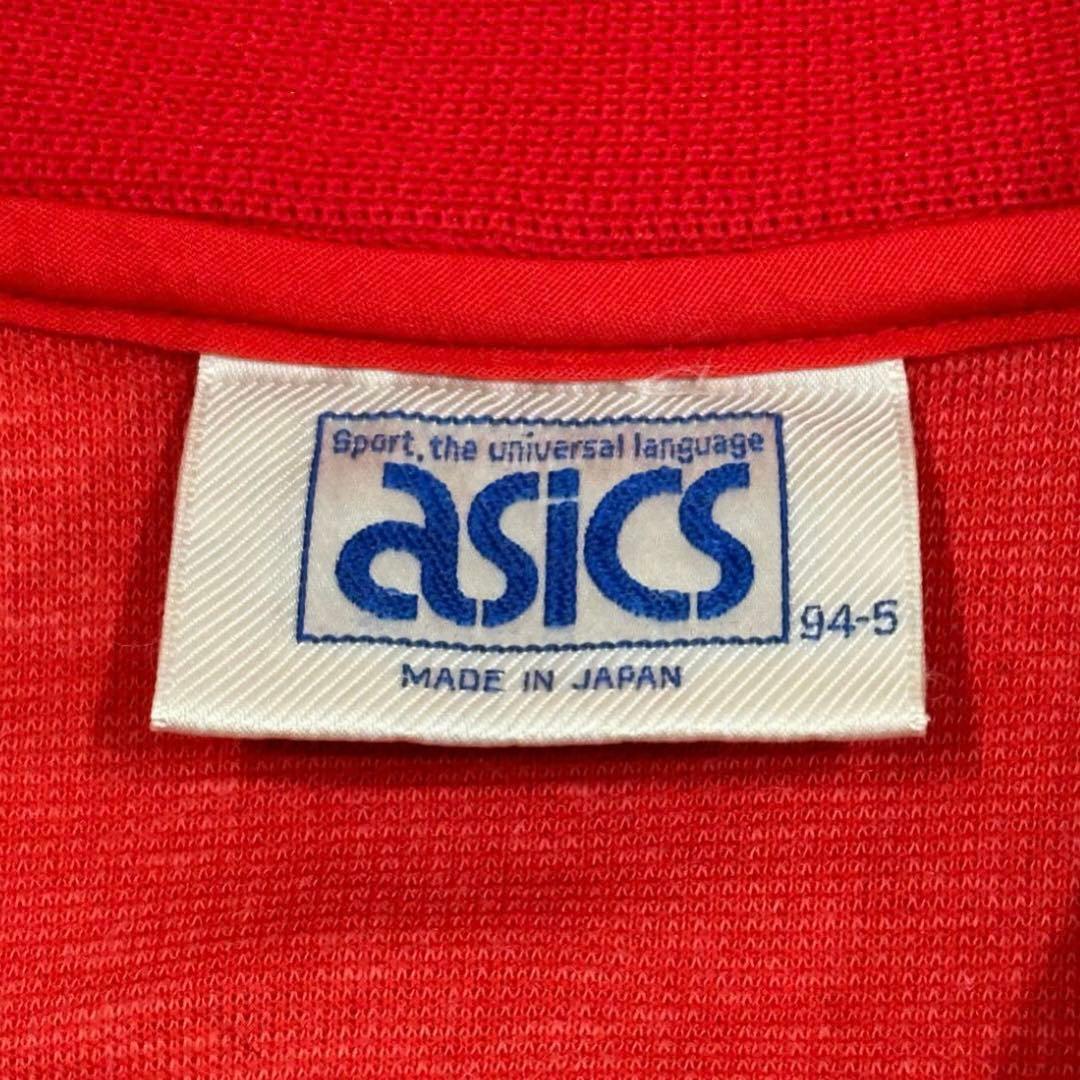 Sport, the universal language
asics
94-5
MADE IN JAPAN